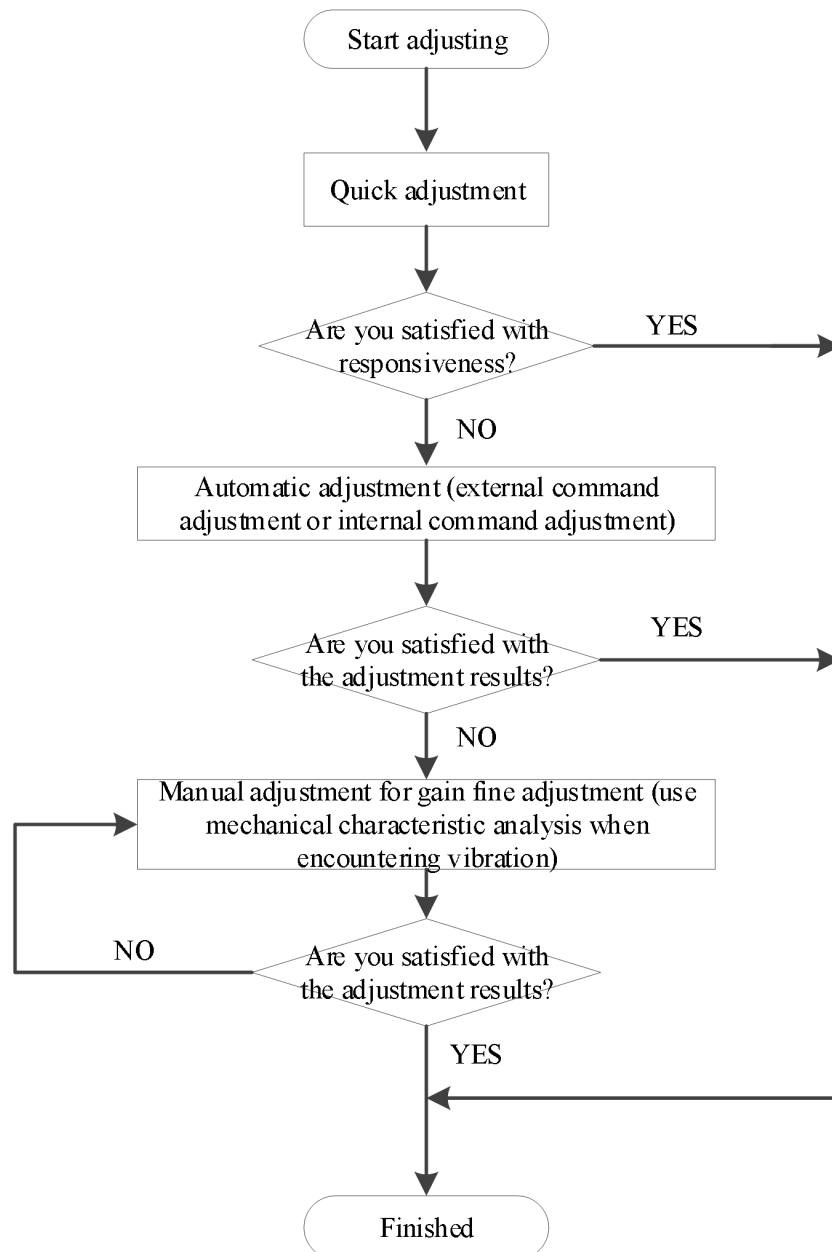 Start adjusting
Quick adjustment
Are you satisfied with
responsiveness?
YES
NO
Automatic adjustment (external command
adjustment or internal command adjustment)
Are you satisfied with
the adjustment results?
YES
NO
Manual adjustment for gain fine adjustment (use
mechanical characteristic analysis when
encountering vibration)
NO
Are you satisfied with
the adjustment results?
YES
Finished